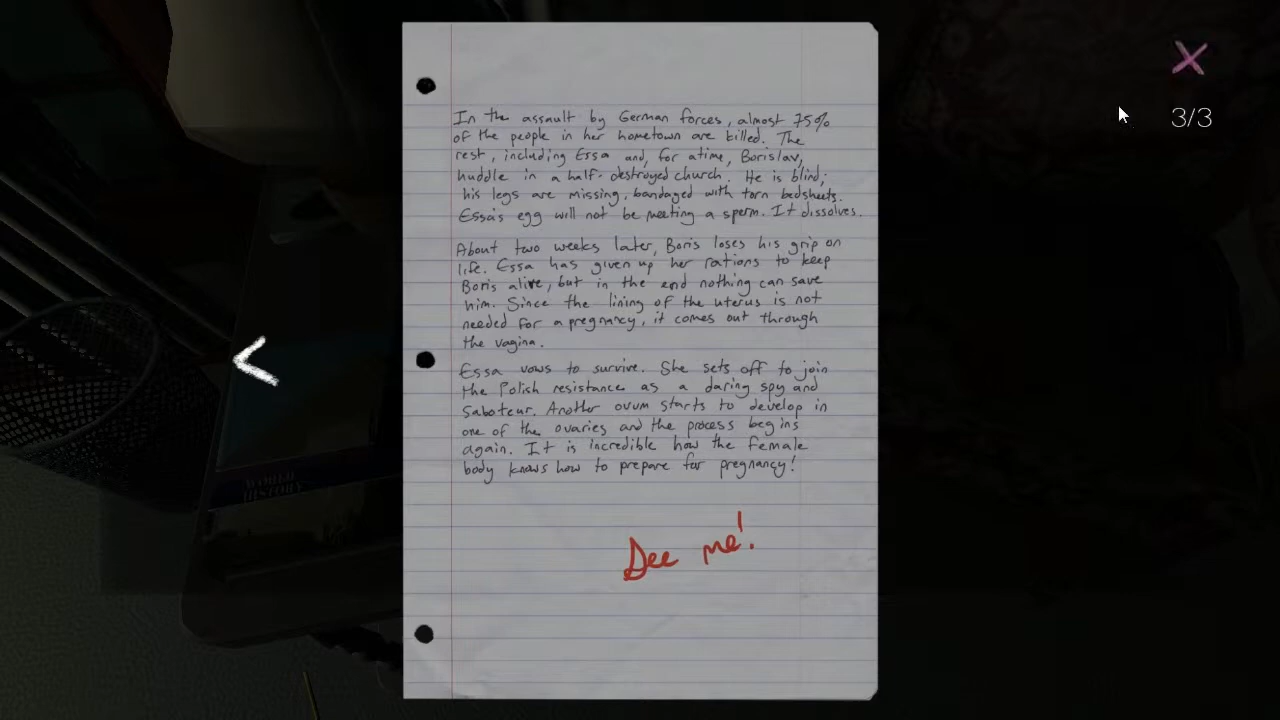 3/3
In the assault by German forces, almost 75%
of the people in her hometown are killed. The
rest, including Essa and, for a time, Borislav,
huddle in a half-destroyed church. He is blind;
his legs are missing, bandaged with torn bedsheets.
Essa's egg will not be meeting a sperm. It dissolves.
About two weeks later, Boris loses his grip on
life. Essa has given up her rations to keep
Boris alive, but in the end nothing can save
him. Since the lining of the uterus is not
needed for a pregnancy, it comes out through
the vagina.
Essa vows to survive. She sets off to join
the Polish resistance as a daring spy and
saboteur. Another ovum starts to develop in
one of the ovaries and the process begins
again. It is incredible how the female
body knows how to prepare for pregnancy!
See me!
WORLD
HISTORY